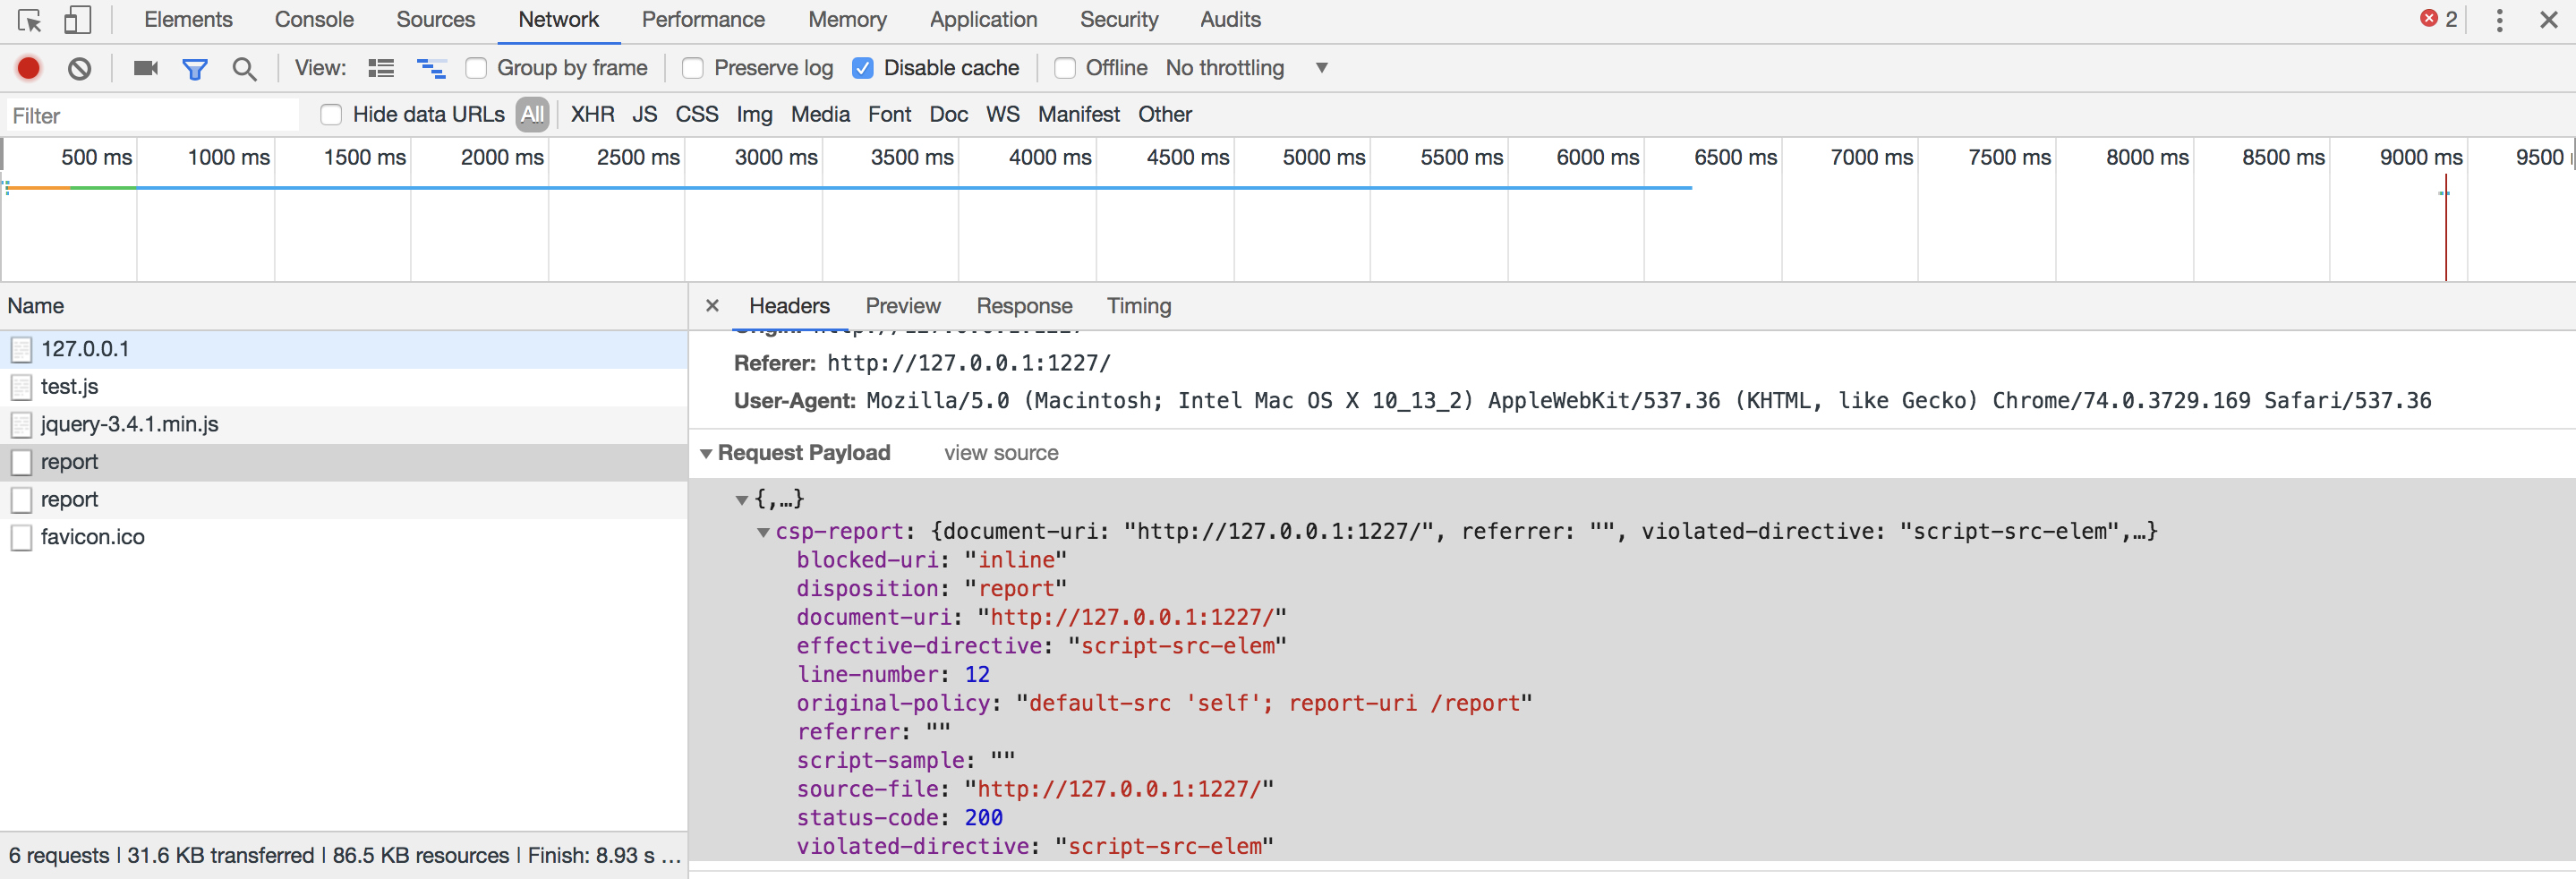 Elements Console Sources Network Performance Memory Application Security Audits 2
View: Group by frame Preserve log Disable cache Offline No throttling
Filter Hide data URLs All XHR JS CSS Img Media Font Doc WS Manifest Other
500 ms 1000 ms 1500 ms 2000 ms 2500 ms 3000 ms 3500 ms 4000 ms 4500 ms 5000 ms 5500 ms 6000 ms 6500 ms 7000 ms 7500 ms 8000 ms 8500 ms 9000 ms 9500
Name
127.0.0.1
test.js
jquery-3.4.1.min.js
report
report
favicon.ico
6 requests | 31.6 KB transferred | 86.5 KB resources | Finish: 8.93 s ...
Headers Preview Response Timing
Origin: http://127.0.0.1:1227
Referer: http://127.0.0.1:1227/
User-Agent: Mozilla/5.0 (Macintosh; Intel Mac OS X 10_13_2) AppleWebKit/537.36 (KHTML, like Gecko) Chrome/74.0.3729.169 Safari/537.36
Request Payload view source
{,…}
csp-report: {document-uri: "http://127.0.0.1:1227/", referrer: "", violated-directive: "script-src-elem",…}
blocked-uri: "inline"
disposition: "report"
document-uri: "http://127.0.0.1:1227/"
effective-directive: "script-src-elem"
line-number: 12
original-policy: "default-src 'self'; report-uri /report"
referrer: ""
script-sample: ""
source-file: "http://127.0.0.1:1227/"
status-code: 200
violated-directive: "script-src-elem"